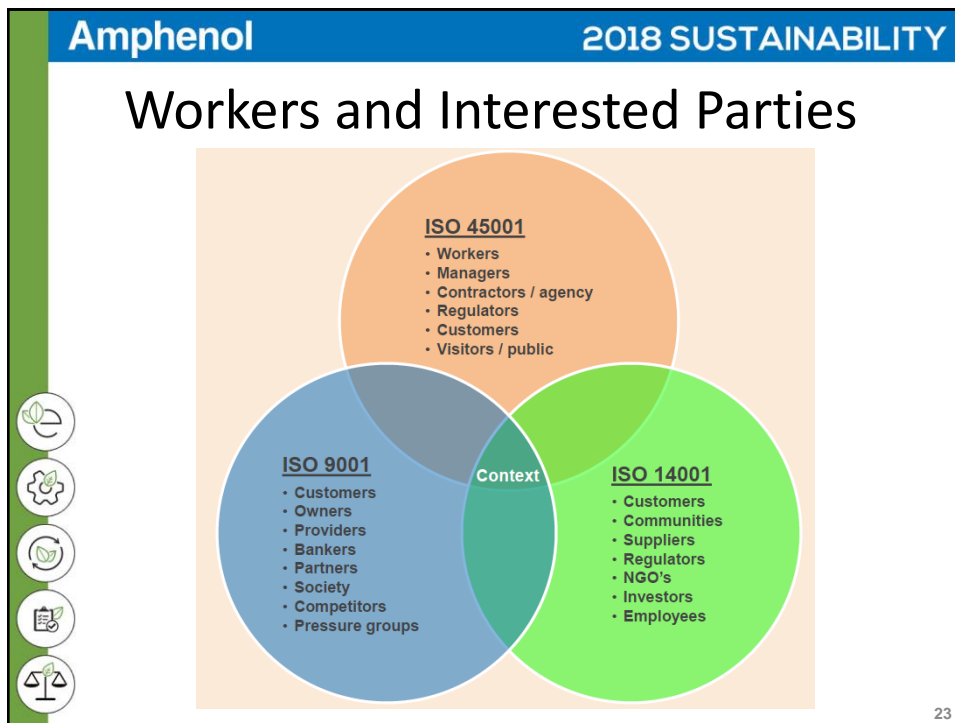 Amphenol
2018 SUSTAINABILITY
Workers and Interested Parties
ISO 45001
• Workers
• Managers
• Contractors / agency
• Regulators
• Customers
• Visitors / public
ISO 9001
• Customers
• Owners
• Providers
• Bankers
• Partners
• Society
• Competitors
• Pressure groups
Context
ISO 14001
• Customers
• Communities
• Suppliers
• Regulators
• NGO's
• Investors
• Employees
23